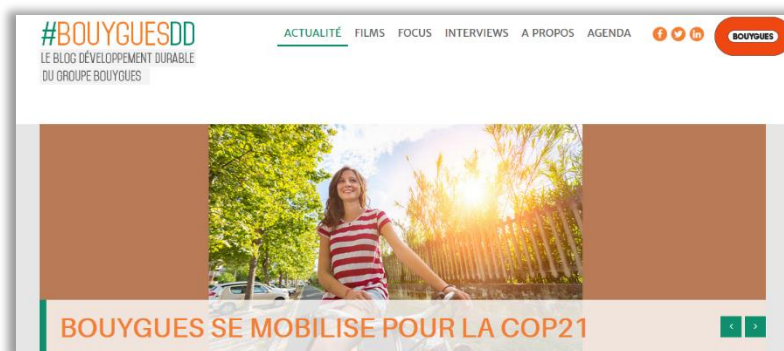 #BOUYGUESDD
LE BLOG DÉVELOPPEMENT DURABLE
DU GROUPE BOUYGUES
ACTUALITÉ FILMS FOCUS INTERVIEWS A PROPOS AGENDA
BOUYGUES
BOUYGUES SE MOBILISE POUR LA COP21